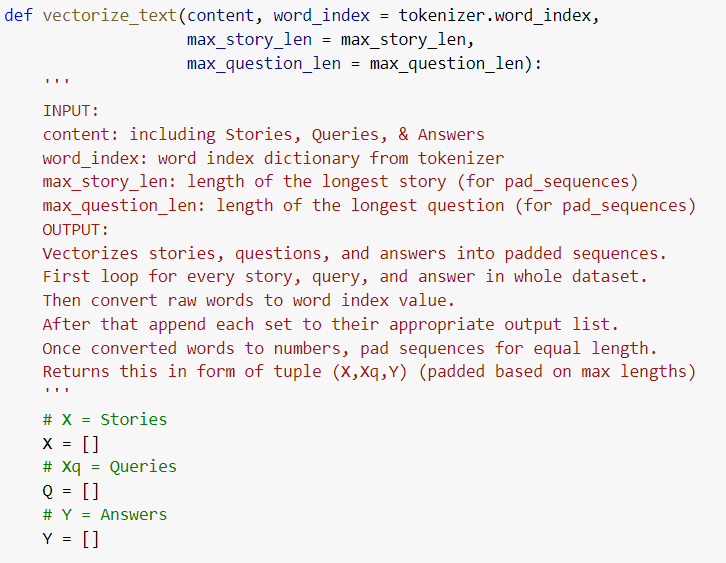 def vectorize_text(content, word_index = tokenizer.word_index,
                   max_story_len = max_story_len,
                   max_question_len = max_question_len):
    '''
    INPUT:
    content: including Stories, Queries, & Answers
    word_index: word index dictionary from tokenizer
    max_story_len: length of the longest story (for pad_sequences)
    max_question_len: length of the longest question (for pad_sequences)
    OUTPUT:
    Vectorizes stories, questions, and answers into padded sequences.
    First loop for every story, query, and answer in whole dataset.
    Then convert raw words to word index value.
    After that append each set to their appropriate output list.
    Once converted words to numbers, pad sequences for equal length.
    Returns this in form of tuple (X,Xq,Y) (padded based on max lengths)
    '''
    # X = Stories
    X = []
    # Xq = Queries
    Q = []
    # Y = Answers
    Y = []